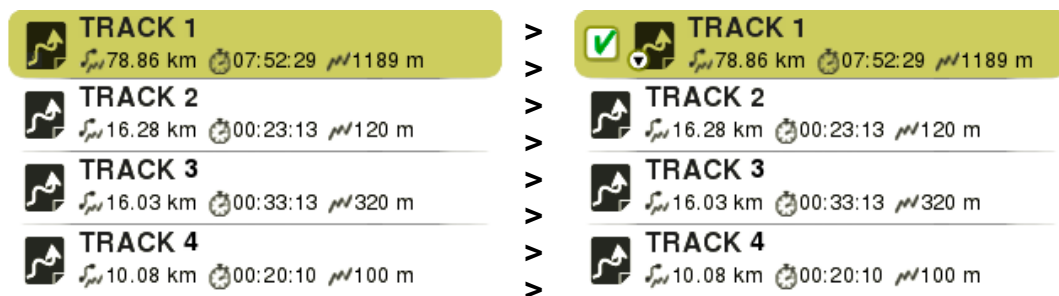 TRACK 1
78.86 km 07:52:29 1189 m
TRACK 2
16.28 km 00:23:13 120 m
TRACK 3
16.03 km 00:33:13 320 m
TRACK 4
10.08 km 00:20:10 100 m
>
>
>
>
>
>
>
>
TRACK 1
78.86 km 07:52:29 1189 m
TRACK 2
16.28 km 00:23:13 120 m
TRACK 3
16.03 km 00:33:13 320 m
TRACK 4
10.08 km 00:20:10 100 m